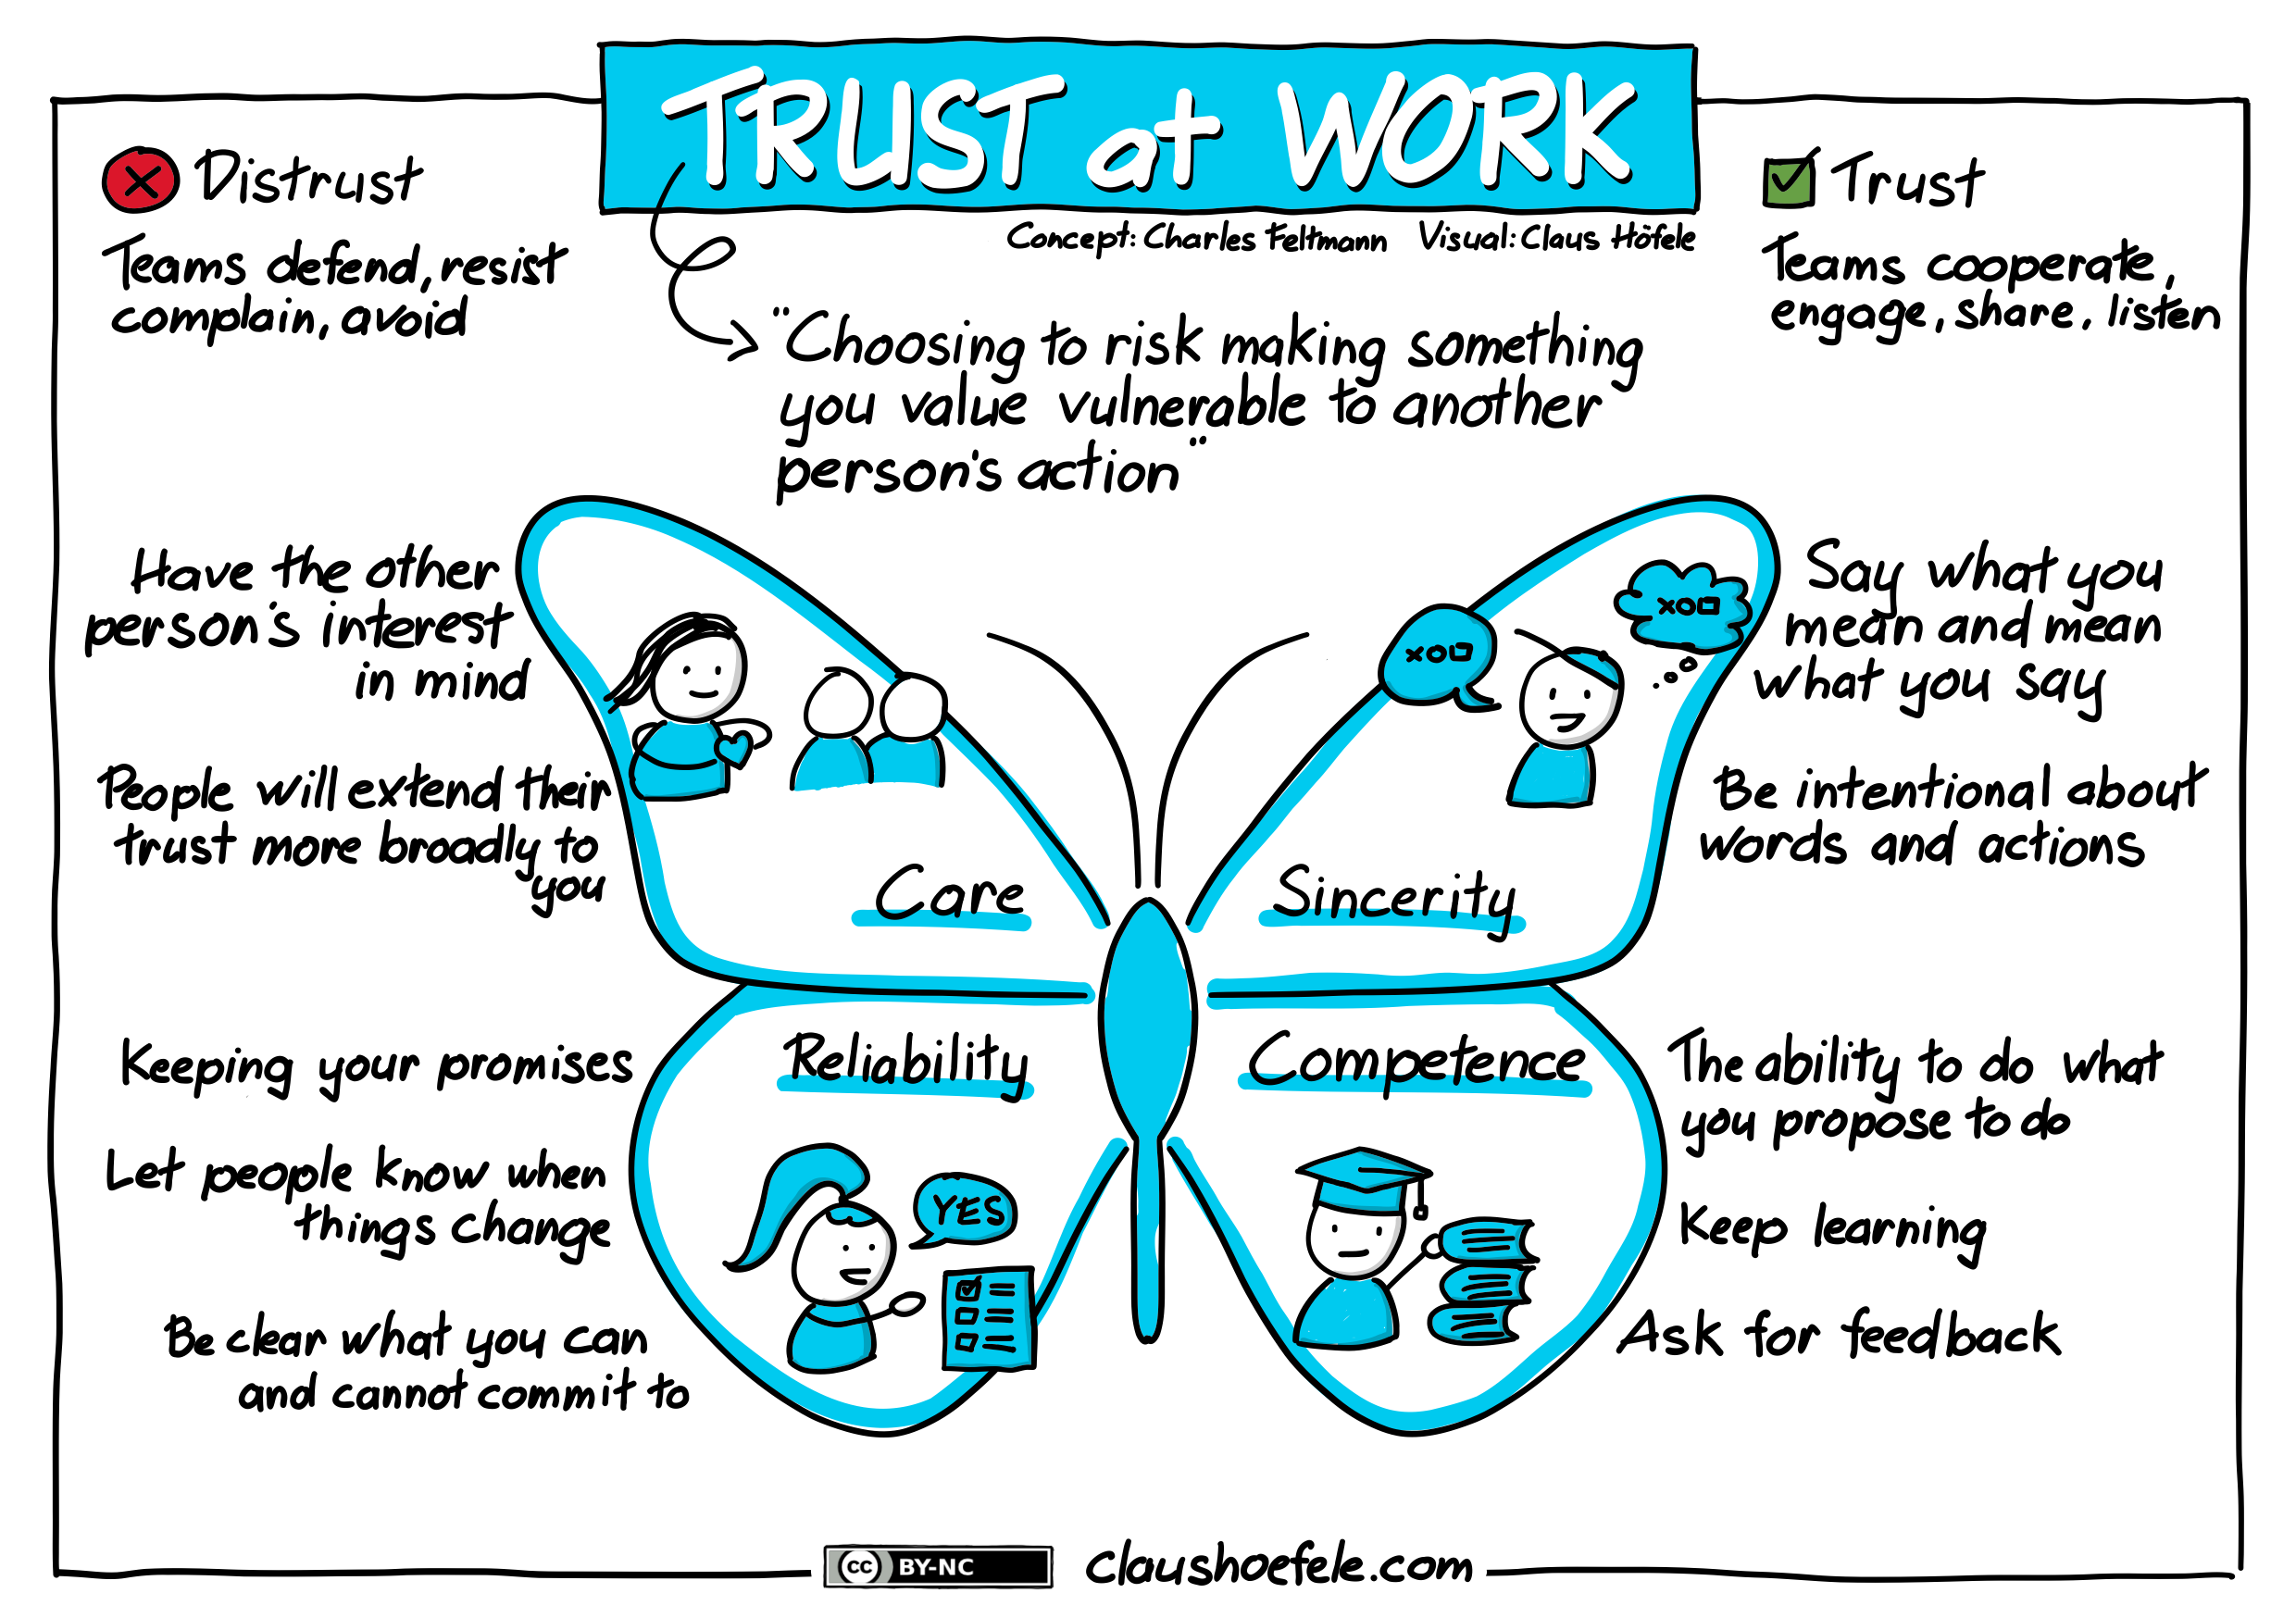 TRUST at WORK
Concept: Charles Feltmann Visual: Claus Höfele
Distrust
Teams defend, resist
complain, avoid
Trust
Teams cooperate,
engage, share, listen
"Choosing to risk making something
you value vulnerable to another
person's action"
Have the other
person's interest
in mind
People will extend their
trust more broadly to
you
Care
xo□
xo□
Say what you
mean and mean
what you say
Be intentional about
words and actions
Sincerity
Keeping your promises
Let people know when
things change
Be clear what you can
and cannot commit to
Reliability
YES
Competence
The ability to do what
you propose to do
Keep learning
Ask for feedback
cc BY-NC
claushoefele.com